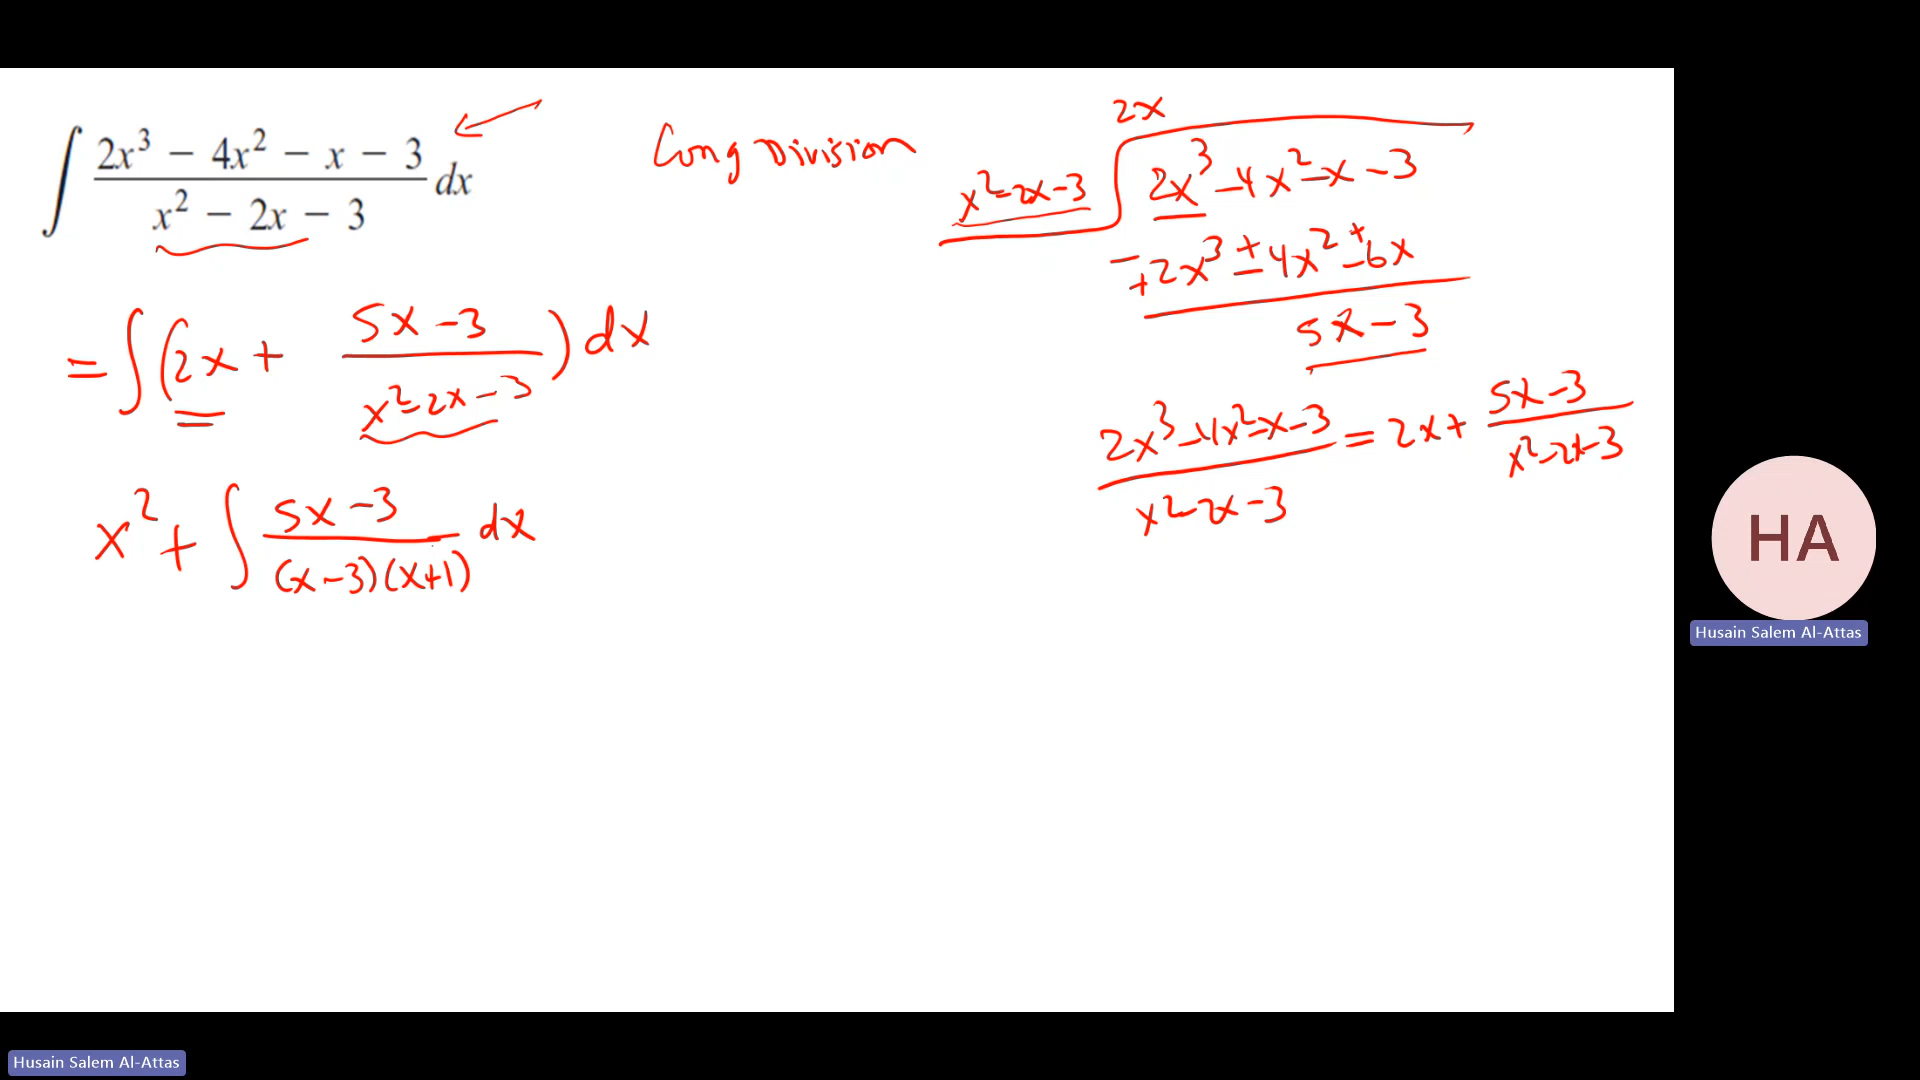 ∫ (2x³ − 4x² − x − 3)/(x² − 2x − 3) dx
Long Division
2x
x²−2x−3 | 2x³−4x²−x−3
−+2x³ +−4x² +−6x
5x−3
= ∫(2x + (5x−3)/(x²−2x−3)) dx
(2x³−4x²−x−3)/(x²−2x−3) = 2x + (5x−3)/(x²−2x−3)
x² + ∫ (5x−3)/((x−3)(x+1)) dx
HA
Husain Salem Al-Attas
Husain Salem Al-Attas